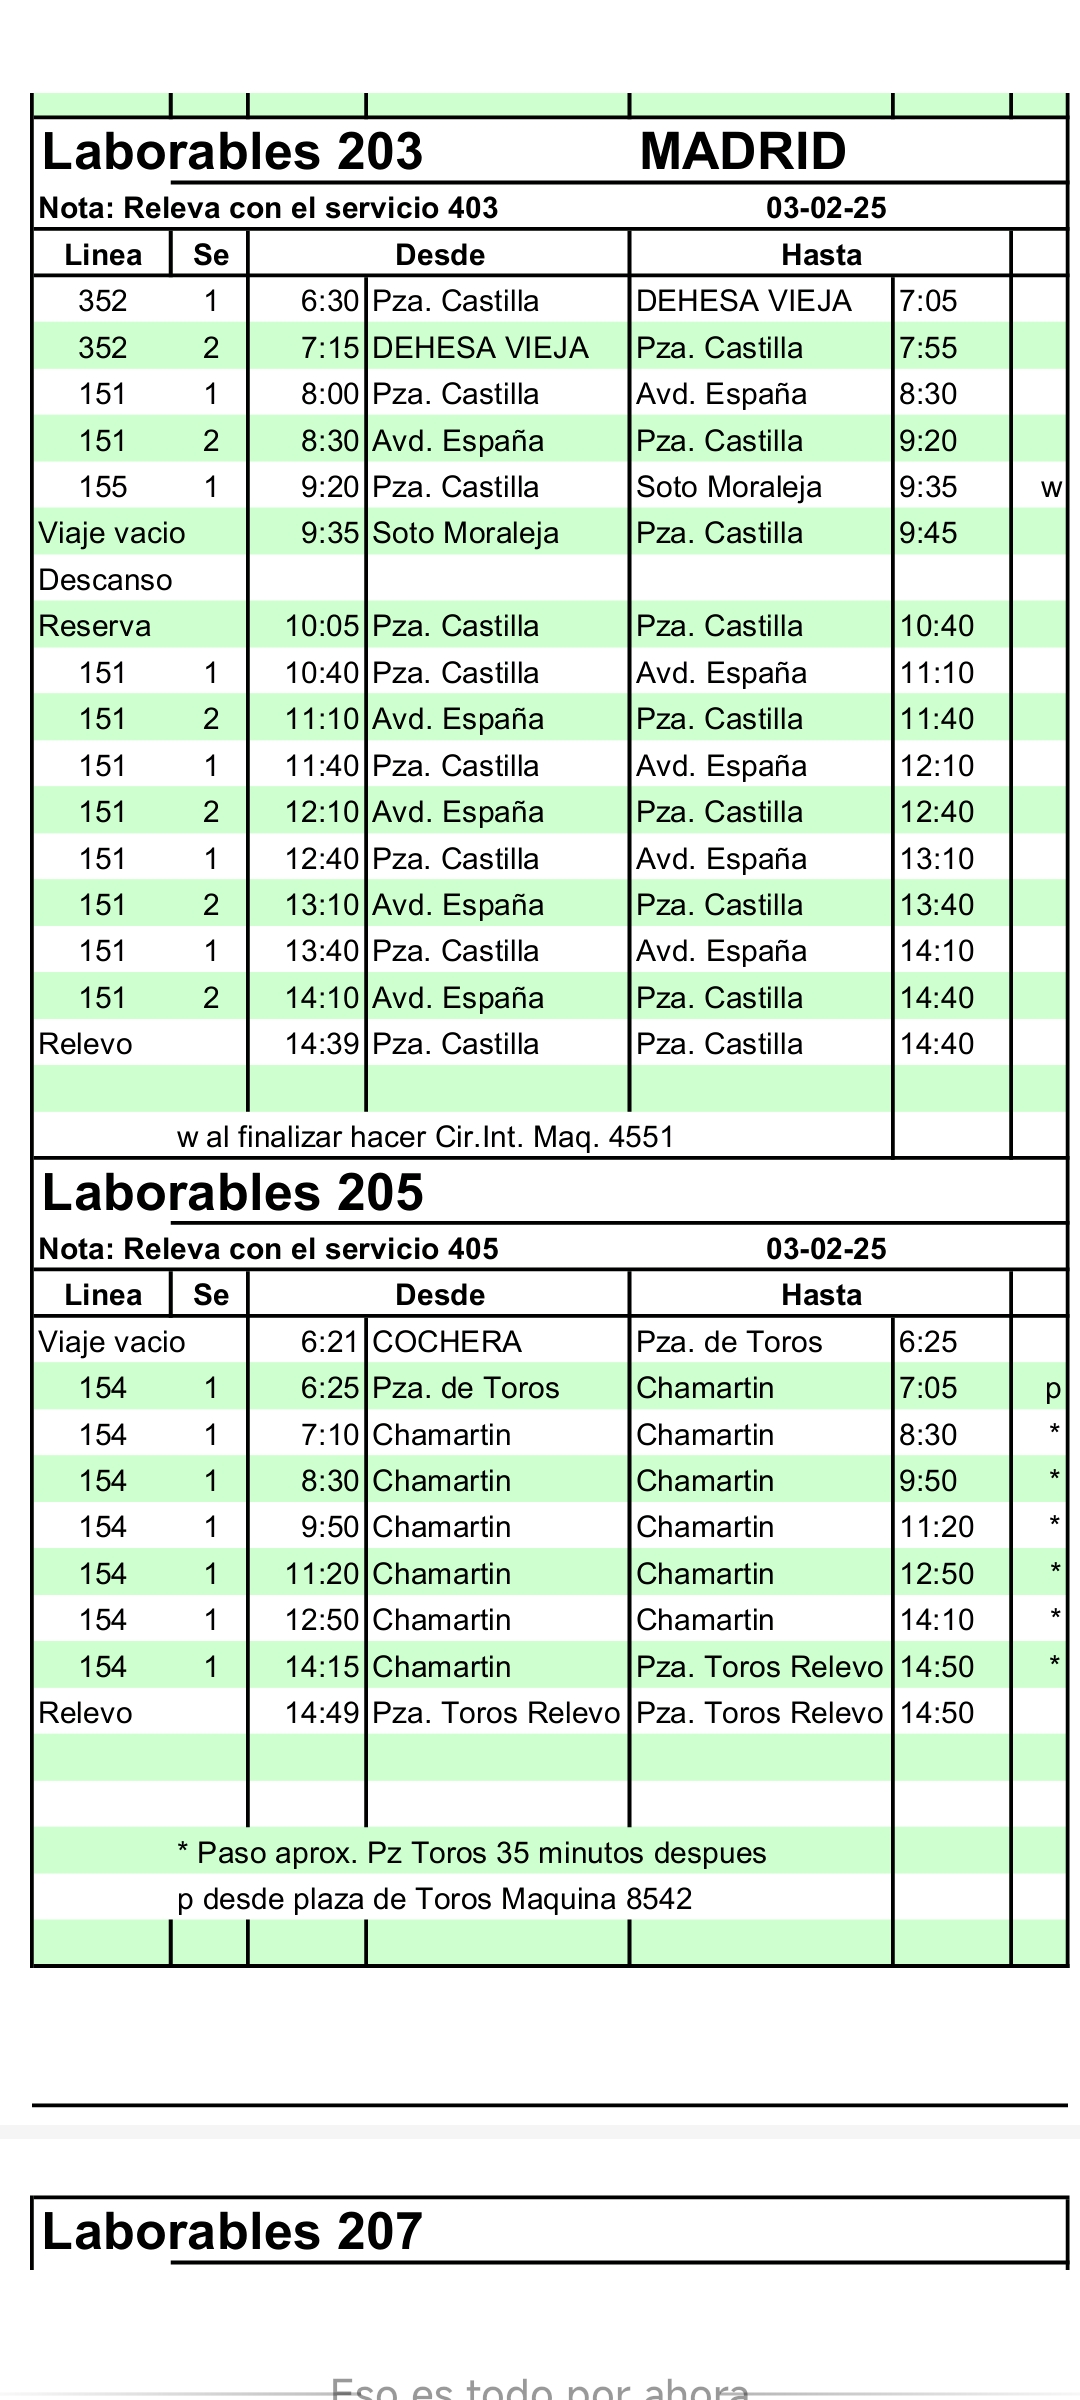 Laborables 203 MADRID
Nota: Releva con el servicio 403 03-02-25
Linea Se Desde Hasta
352 1 6:30 Pza. Castilla DEHESA VIEJA 7:05
352 2 7:15 DEHESA VIEJA Pza. Castilla 7:55
151 1 8:00 Pza. Castilla Avd. España 8:30
151 2 8:30 Avd. España Pza. Castilla 9:20
155 1 9:20 Pza. Castilla Soto Moraleja 9:35 w
Viaje vacio 9:35 Soto Moraleja Pza. Castilla 9:45
Descanso
Reserva 10:05 Pza. Castilla Pza. Castilla 10:40
151 1 10:40 Pza. Castilla Avd. España 11:10
151 2 11:10 Avd. España Pza. Castilla 11:40
151 1 11:40 Pza. Castilla Avd. España 12:10
151 2 12:10 Avd. España Pza. Castilla 12:40
151 1 12:40 Pza. Castilla Avd. España 13:10
151 2 13:10 Avd. España Pza. Castilla 13:40
151 1 13:40 Pza. Castilla Avd. España 14:10
151 2 14:10 Avd. España Pza. Castilla 14:40
Relevo 14:39 Pza. Castilla Pza. Castilla 14:40
w al finalizar hacer Cir.Int. Maq. 4551
Laborables 205
Nota: Releva con el servicio 405 03-02-25
Linea Se Desde Hasta
Viaje vacio 6:21 COCHERA Pza. de Toros 6:25
154 1 6:25 Pza. de Toros Chamartin 7:05 p
154 1 7:10 Chamartin Chamartin 8:30 *
154 1 8:30 Chamartin Chamartin 9:50 *
154 1 9:50 Chamartin Chamartin 11:20 *
154 1 11:20 Chamartin Chamartin 12:50 *
154 1 12:50 Chamartin Chamartin 14:10 *
154 1 14:15 Chamartin Pza. Toros Relevo 14:50 *
Relevo 14:49 Pza. Toros Relevo Pza. Toros Relevo 14:50
* Paso aprox. Pz Toros 35 minutos despues
p desde plaza de Toros Maquina 8542
Laborables 207
Eso es todo por ahora